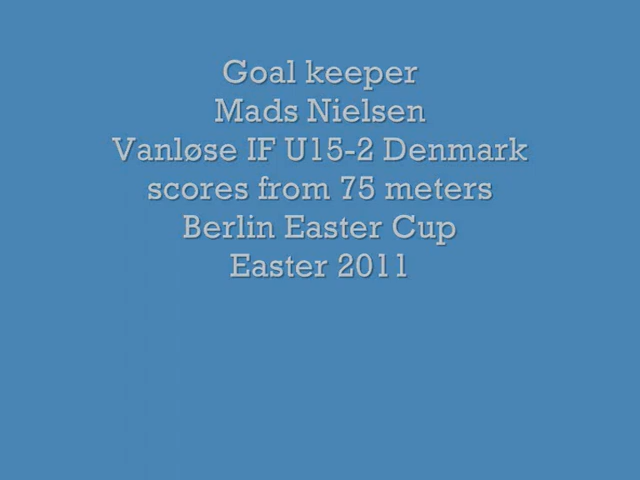 Goal keeper
Mads Nielsen
Vanløse IF U15-2 Denmark
scores from 75 meters
Berlin Easter Cup
Easter 2011